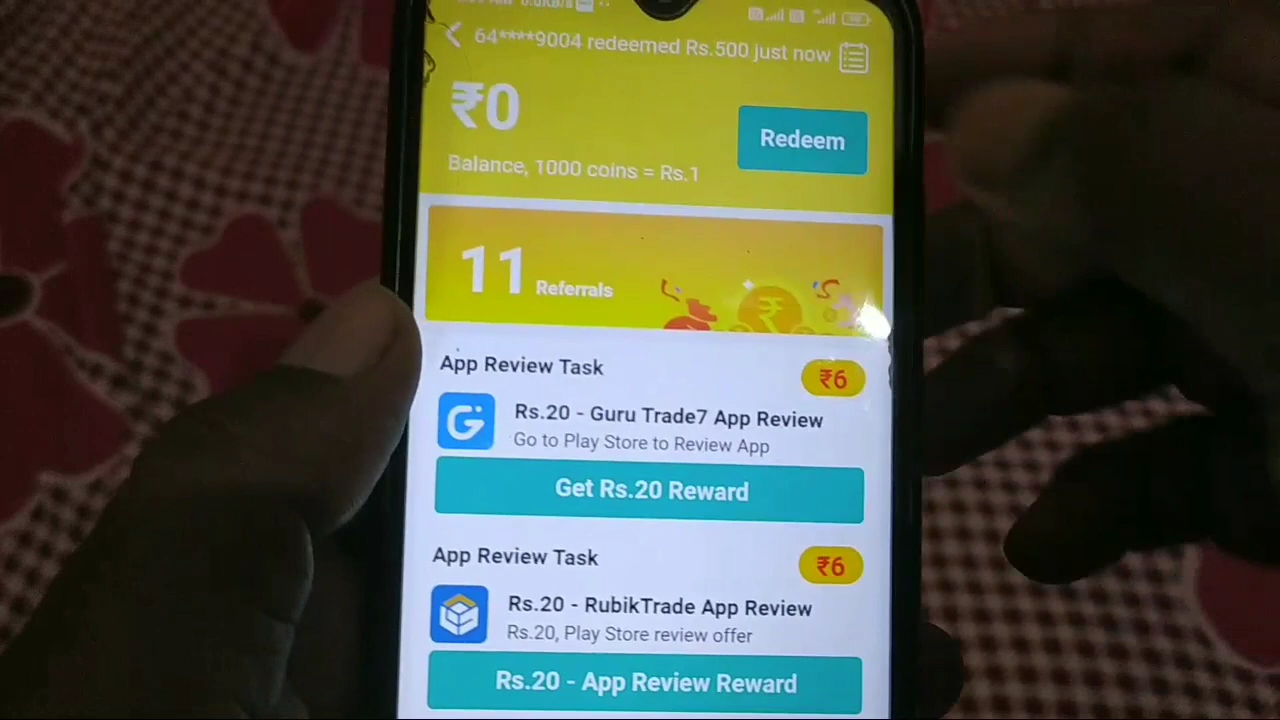 64****9004 redeemed Rs.500 just now
₹0
Redeem
Balance, 1000 coins = Rs.1
11 Referrals
App Review Task
₹6
Rs.20 - Guru Trade7 App Review
Go to Play Store to Review App
Get Rs.20 Reward
App Review Task
₹6
Rs.20 - RubikTrade App Review
Rs.20, Play Store review offer
Rs.20 - App Review Reward